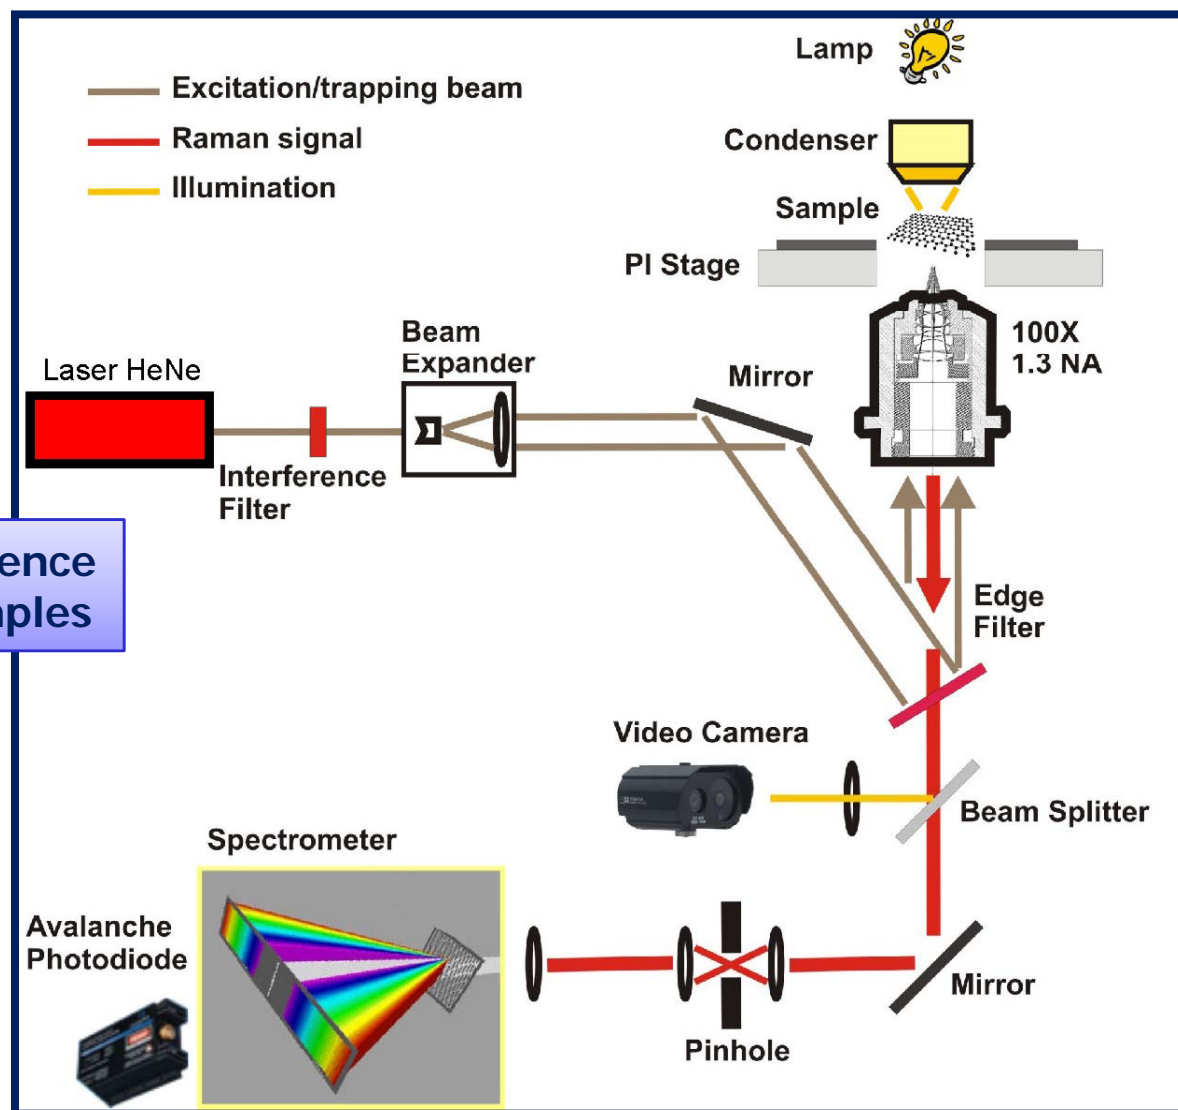 Lamp
Excitation/trapping beam
Raman signal
Illumination
Condenser
Sample
PI Stage
100X
1.3 NA
Beam
Expander
Mirror
Laser HeNe
Interference
Filter
ence
ples
Edge
Filter
Video Camera
Beam Splitter
Spectrometer
Avalanche
Photodiode
Mirror
Pinhole